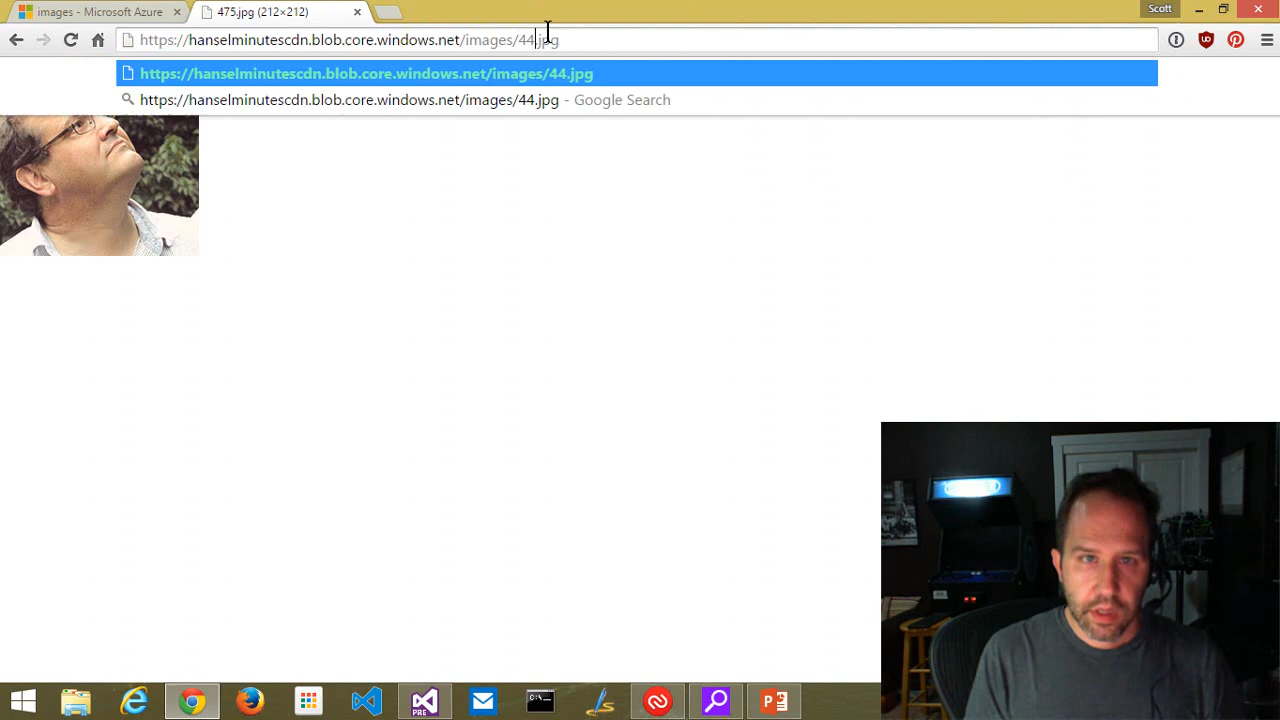 images - Microsoft Azure
475.jpg (212×212)
Scott
https://hanselminutescdn.blob.core.windows.net/images/44.jpg
https://hanselminutescdn.blob.core.windows.net/images/44.jpg
https://hanselminutescdn.blob.core.windows.net/images/44.jpg - Google Search
PRE
C:\_